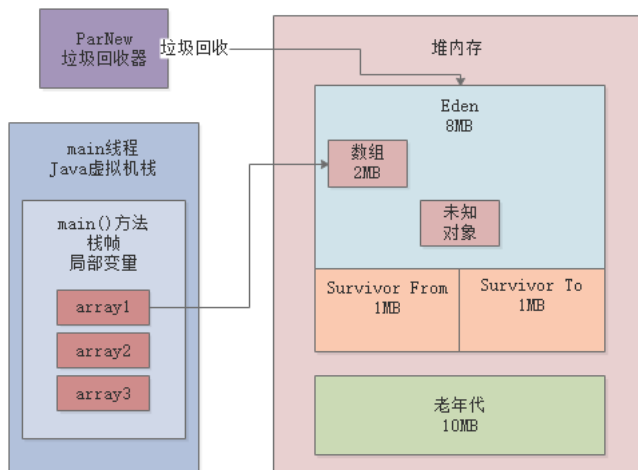 ParNew
垃圾回收器
垃圾回收
堆内存
Eden
8MB
main线程
Java虚拟机栈
数组
2MB
main()方法
栈帧
局部变量
未知
对象
array1
array2
array3
Survivor From
1MB
Survivor To
1MB
老年代
10MB